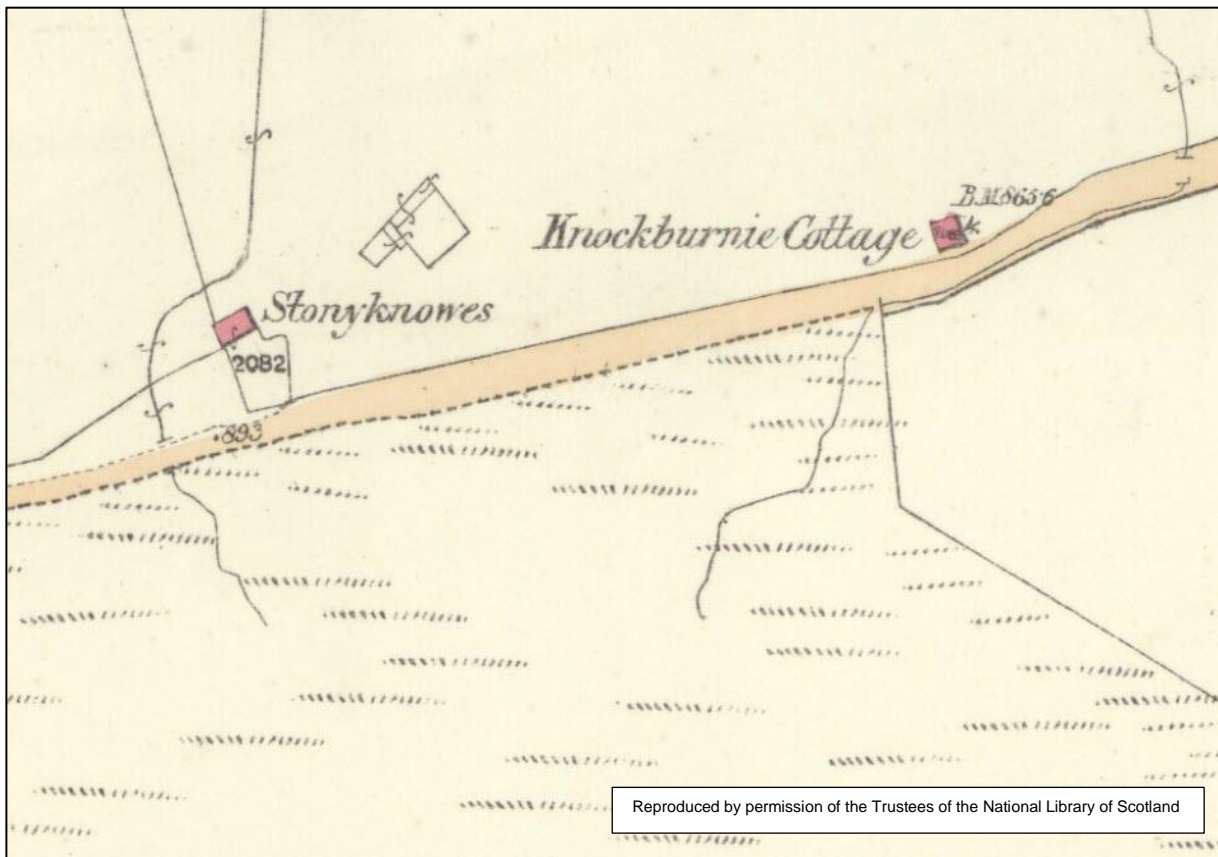 B.M.865·6
Knockburnie Cottage
Stonyknowes
2082
.893
Reproduced by permission of the Trustees of the National Library of Scotland